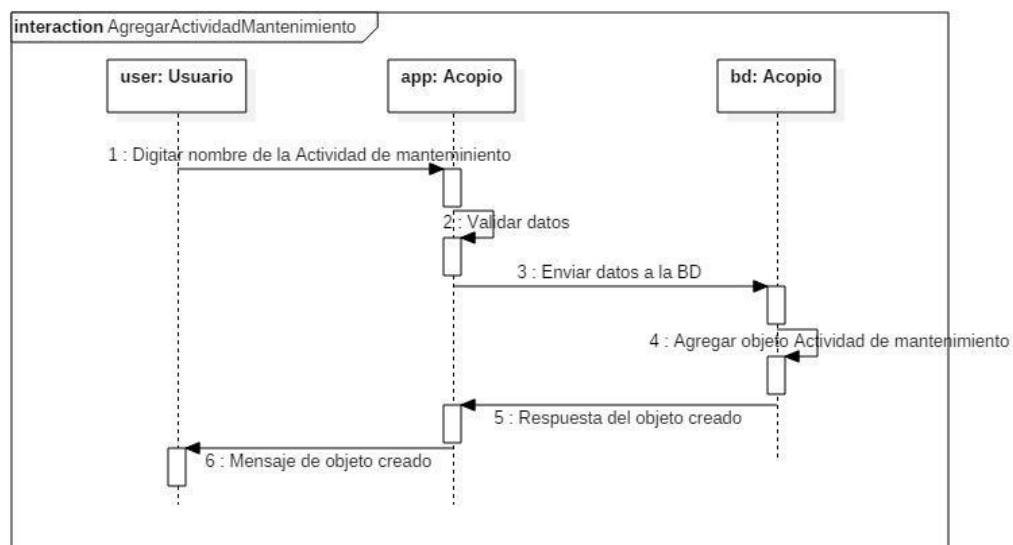 interaction AgregarActividadMantenimiento
user: Usuario
app: Acopio
bd: Acopio
1 : Digitar nombre de la Actividad de manteminiento
2 : Validar datos
3 : Enviar datos a la BD
4 : Agregar objeto Actividad de mantenimiento
5 : Respuesta del objeto creado
6 : Mensaje de objeto creado